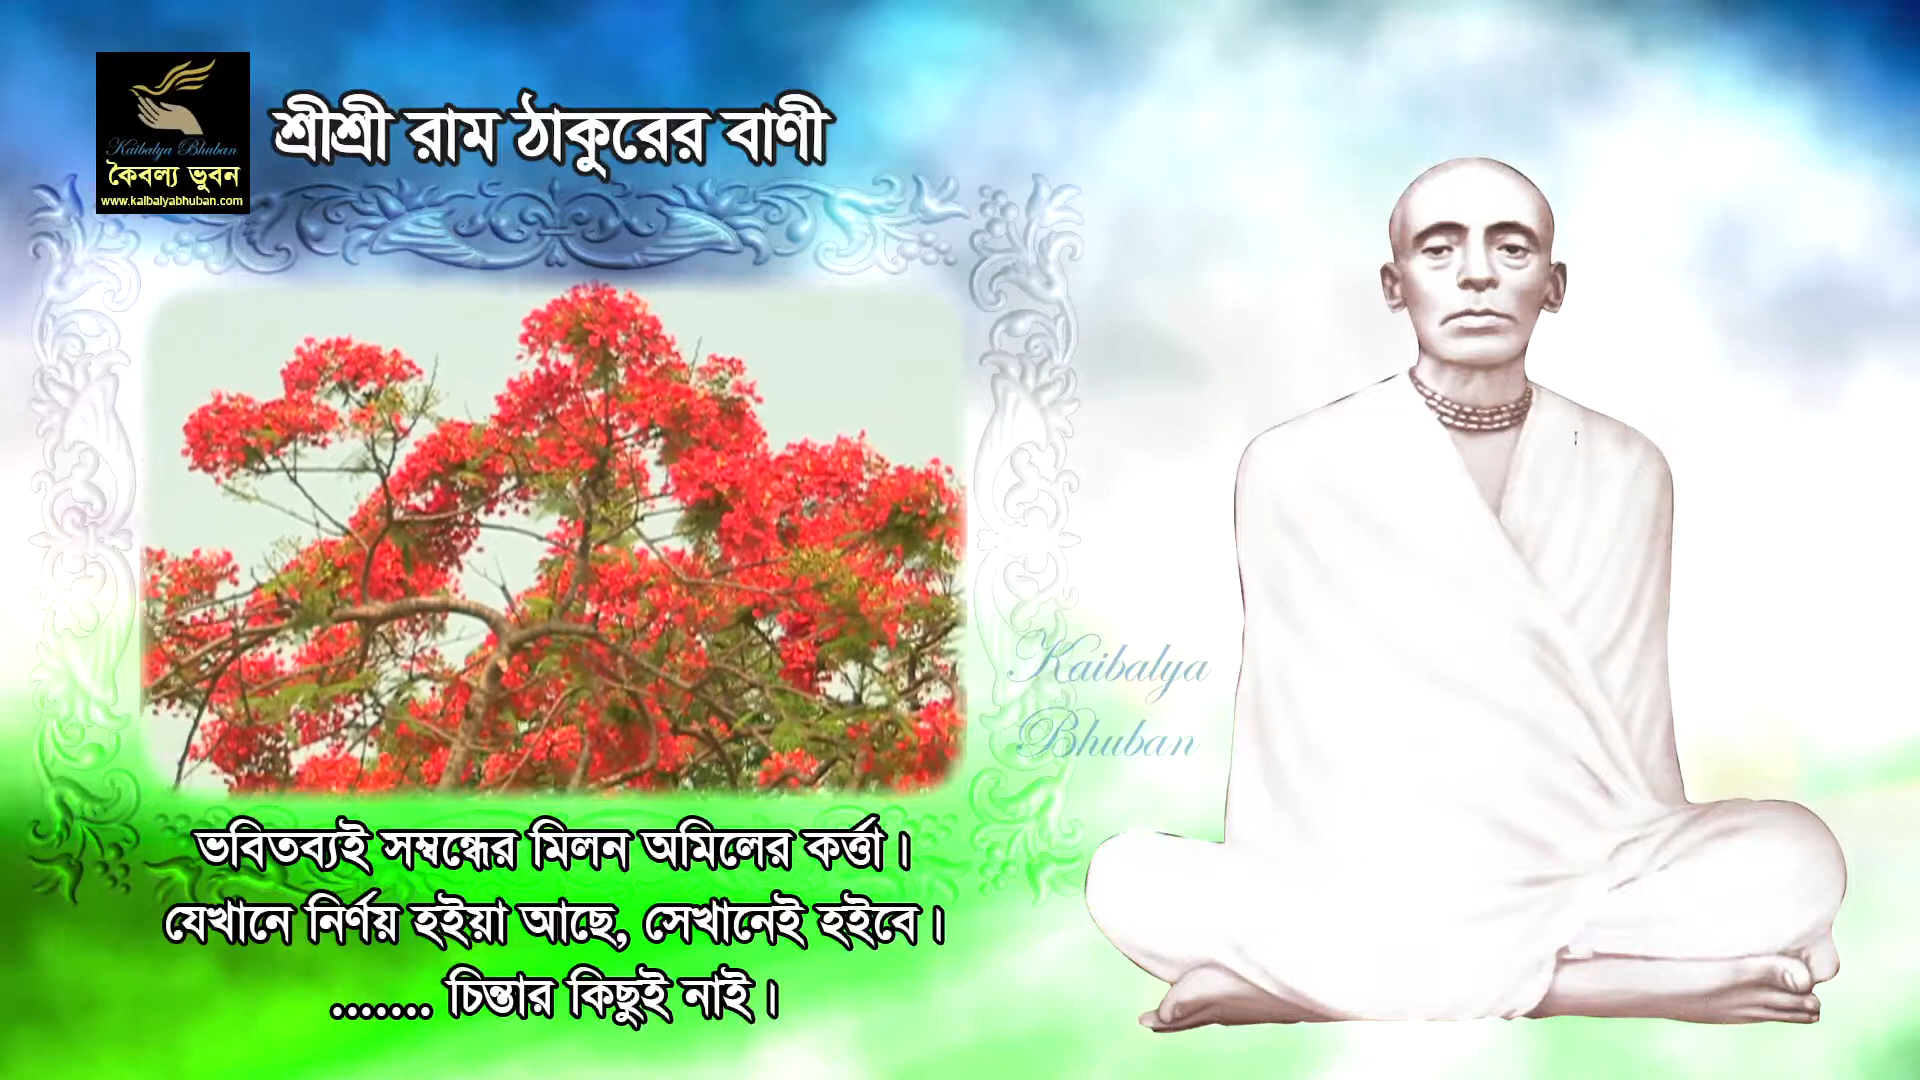 Kaibalya Bhuban
কৈবল্য ভুবন
www.kaibalyabhuban.com
শ্রীশ্রী রাম ঠাকুরের বাণী
Kaibalya
Bhuban
ভবিতব্যই সম্বন্ধের মিলন অমিলের কর্ত্তা।
যেখানে নির্ণয় হইয়া আছে, সেখানেই হইবে।
....... চিন্তার কিছুই নাই।